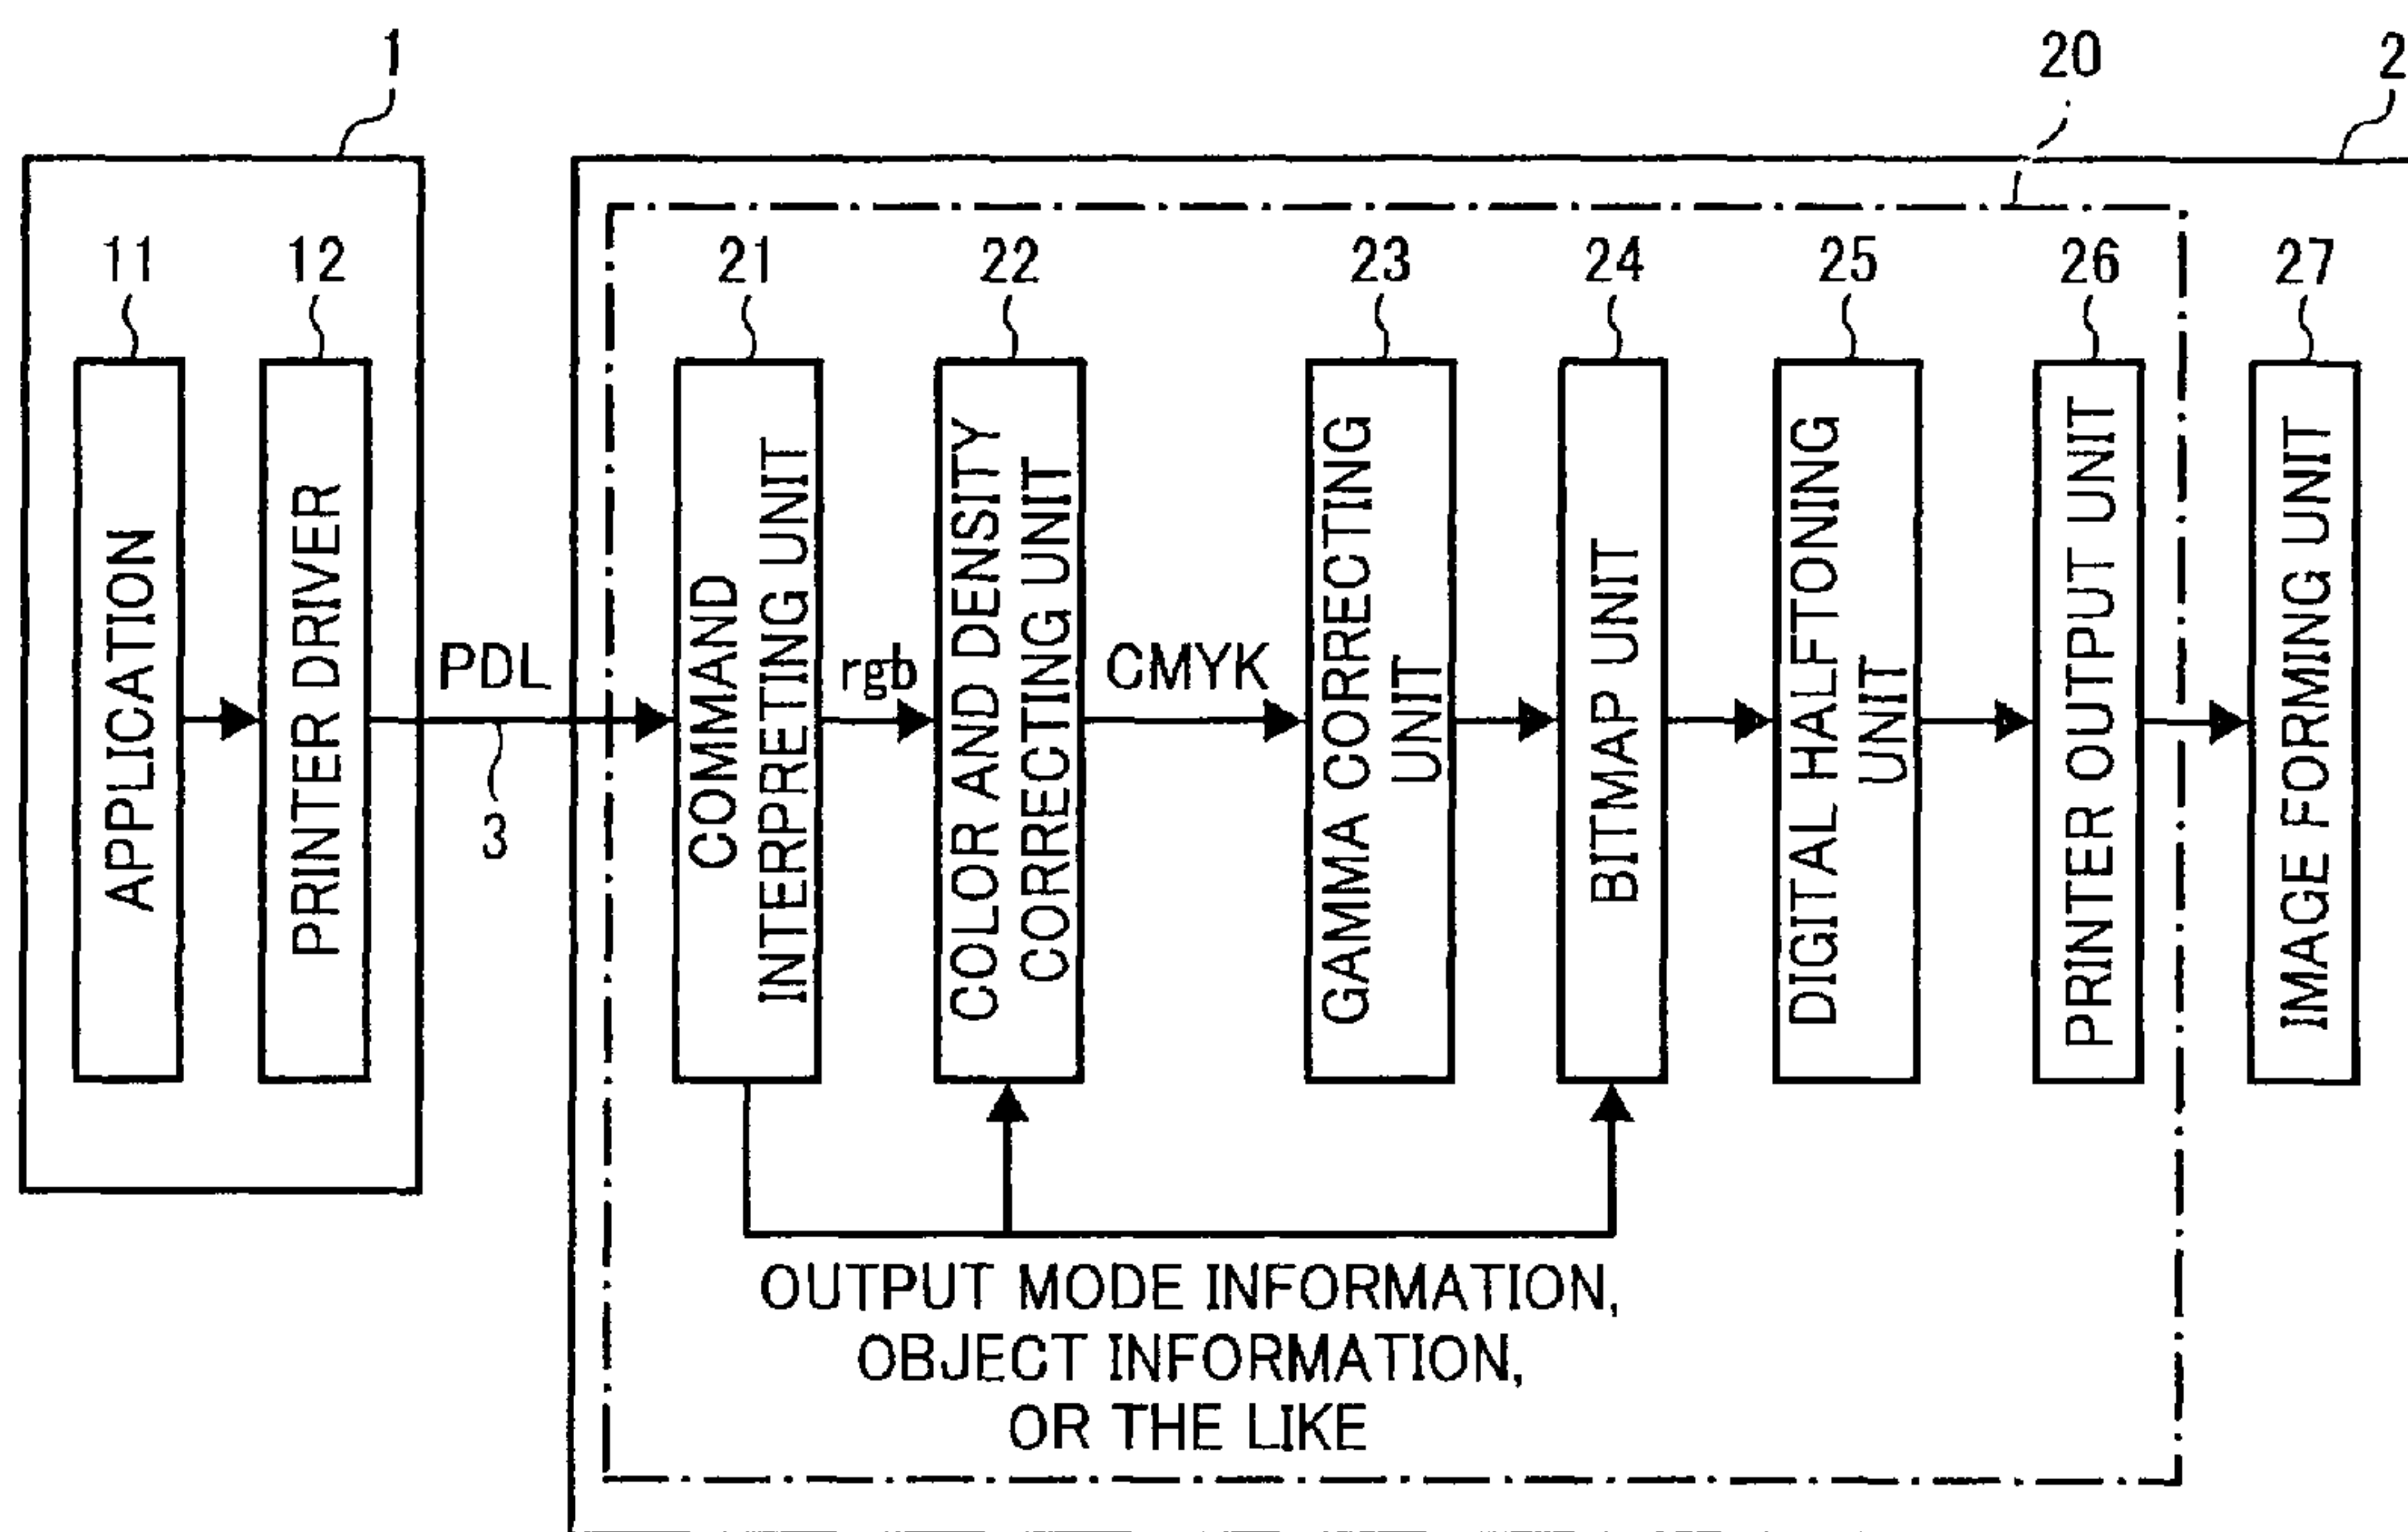 1
20
2
11
12
21
22
23
24
25
26
27
APPLICATION
PRINTER DRIVER
PDL
3
COMMAND
INTERPRETING UNIT
rgb
COLOR AND DENSITY
CORRECTING UNIT
CMYK
GAMMA CORRECTING
UNIT
BITMAP UNIT
DIGITAL HALFTONING
UNIT
PRINTER OUTPUT UNIT
IMAGE FORMING UNIT
OUTPUT MODE INFORMATION,
OBJECT INFORMATION,
OR THE LIKE